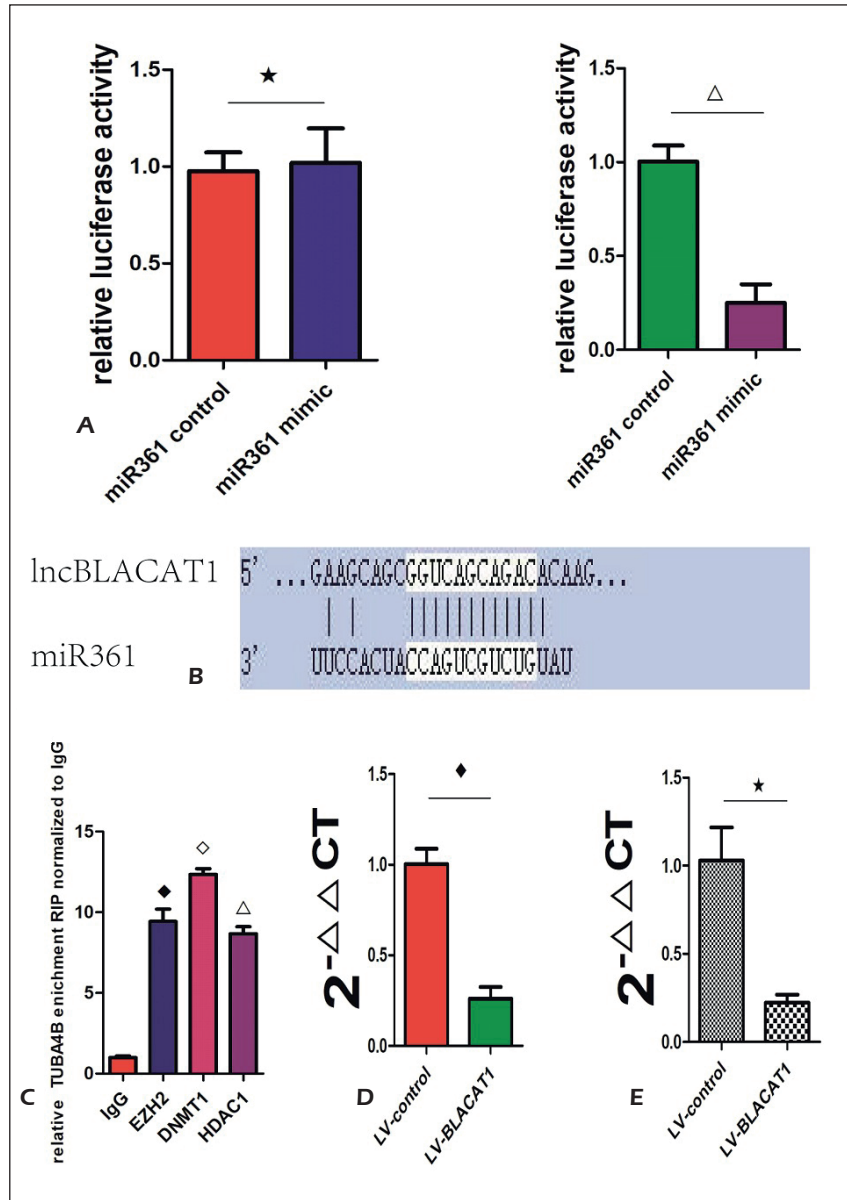 relative luciferase activity
1.5
1.0
0.5
0.0
★
miR361 control
miR361 mimic
A
relative luciferase activity
1.5
1.0
0.5
0.0
△
miR361 control
miR361 mimic
lncBLACAT1
5' ...GAAGCAGCGGUCAGCAGACACAAG...
miR361
3' UUCCACUACCAGUCGUCUGUAU
B
relative TUBA4B enichment RIP normalized to IgG
15
10
5
0
◆
◇
△
IgG
EZH2
DNMT1
HDAC1
C
2-△△CT
1.5
1.0
0.5
0.0
◆
LV-control
LV-BLACAT1
D
2-△△CT
1.5
1.0
0.5
0.0
★
LV-control
LV-BLACAT1
E